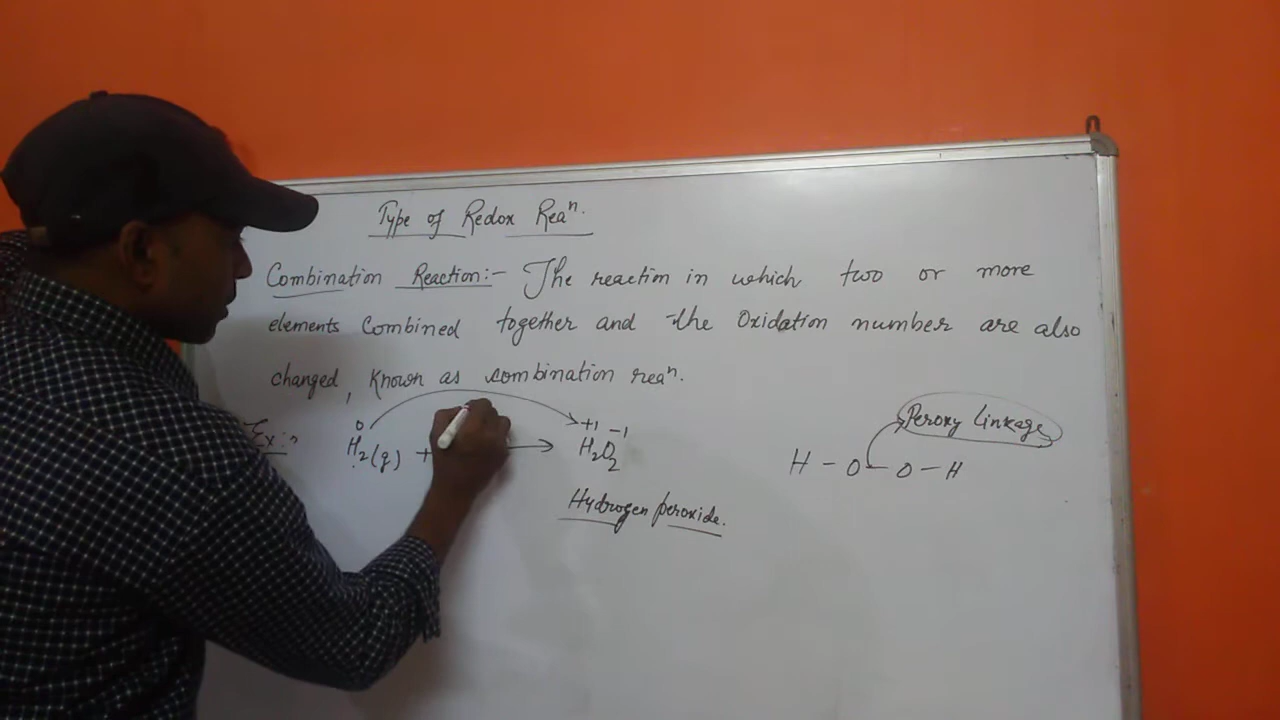 Type of Redox Reaⁿ.
Combination Reaction:- The reaction in which two or more
elements Combined together and the Oxidation number are also
changed, Known as combination reaⁿ.
0 +1 -1
Ex:- H₂(g) + → H₂O₂
Peroxy Linkage
H - O - O - H
Hydrogen peroxide.